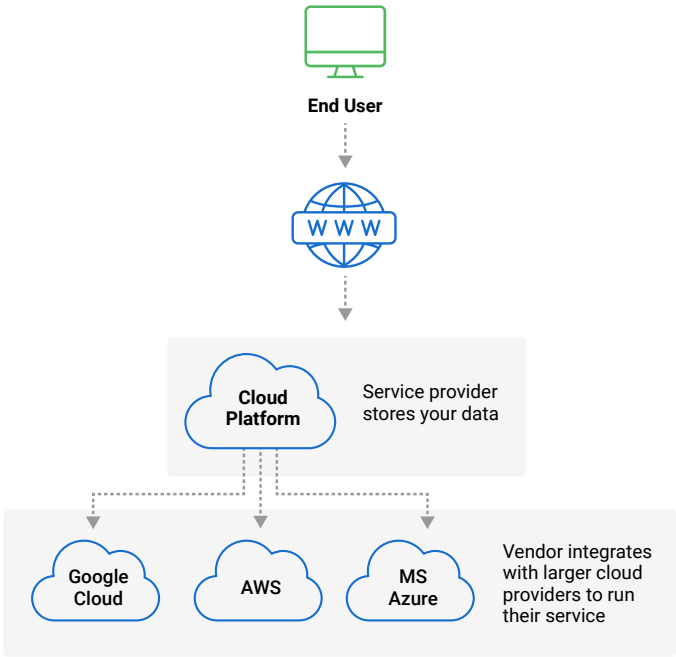 End User
WWW
Cloud
Platform
Service provider
stores your data
Google
Cloud
AWS
MS
Azure
Vendor integrates
with larger cloud
providers to run
their service